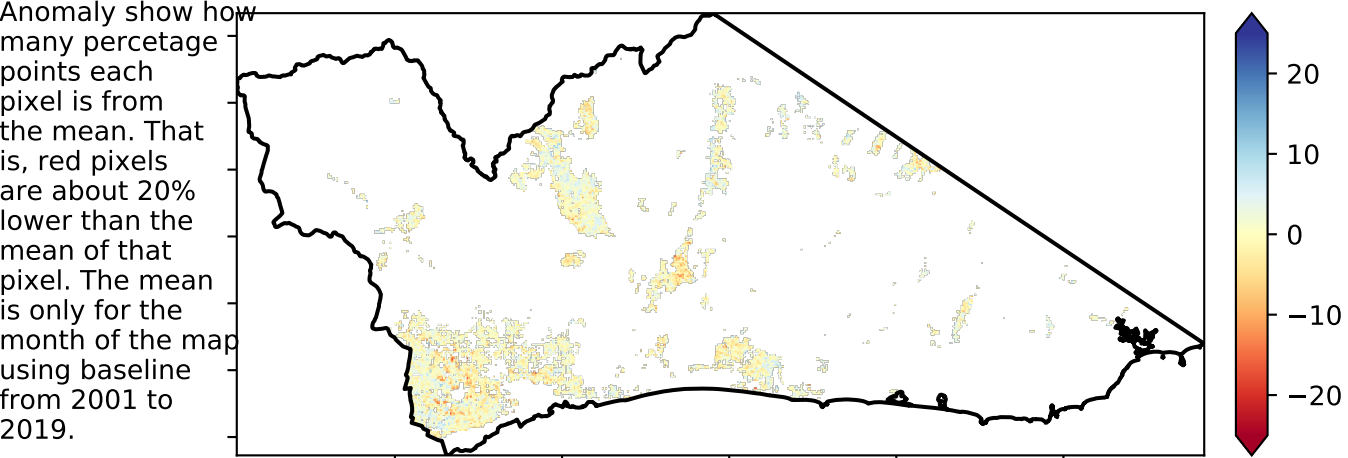 Anomaly show how
many percetage
points each
pixel is from
the mean. That
is, red pixels
are about 20%
lower than the
mean of that
pixel. The mean
is only for the
month of the map
using baseline
from 2001 to
2019.
20
10
0
−10
−20